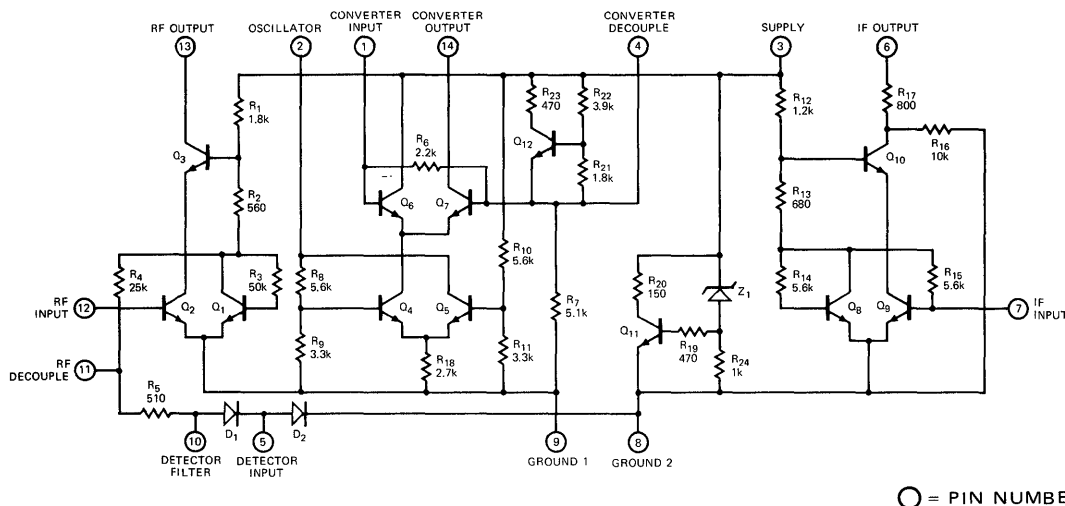 RF OUTPUT
13
OSCILLATOR
2
CONVERTER
INPUT
1
CONVERTER
OUTPUT
14
CONVERTER
DECOUPLE
4
SUPPLY
3
IF OUTPUT
6
R1
1.8k
R23
470
R22
3.9k
R12
1.2k
R17
800
Q3
R6
2.2k
Q12
Q10
R16
10k
R2
560
R21
1.8k
R13
680
Q6
Q7
R4
25k
R3
50k
R8
5.6k
R10
5.6k
R20
150
Z1
R14
5.6k
R15
5.6k
RF
INPUT
12
Q2
Q1
Q4
Q5
R7
5.1k
Q8
Q9
7
IF
INPUT
Q11
R19
470
R9
3.3k
R18
2.7k
R11
3.3k
R24
1k
RF
DECOUPLE
11
R5
510
10
D1
5
D2
9
8
DETECTOR
FILTER
DETECTOR
INPUT
GROUND 1
GROUND 2
= PIN NUMBE